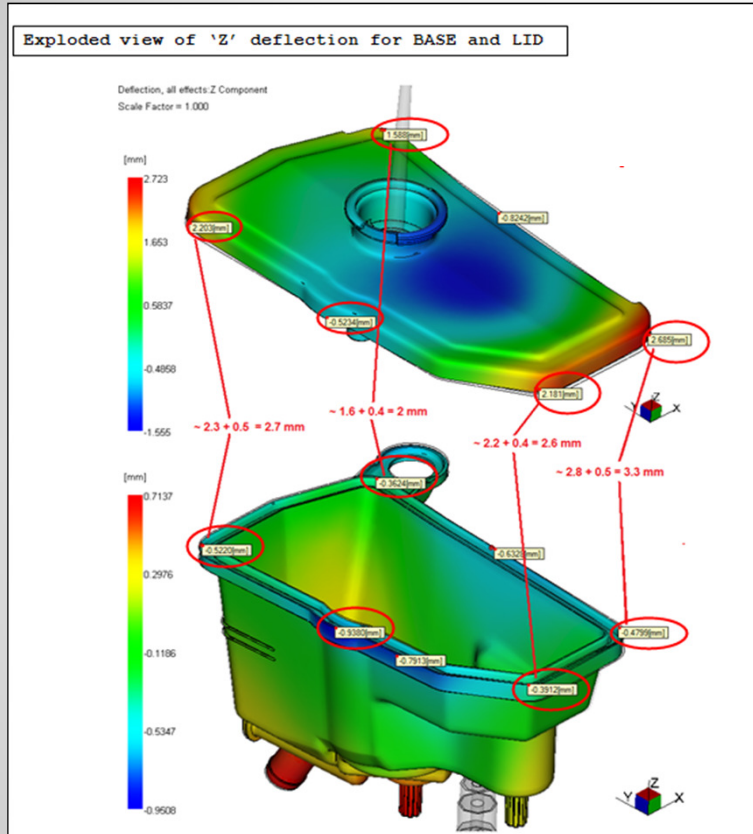 Exploded view of 'Z' deflection for BASE and LID
Deflection, all effects:Z Component
Scale Factor = 1.000
[mm]
2.723
1.653
0.5837
-0.4858
-1.555
1.588[mm]
-0.8242[mm]
2.203[mm]
-0.5234[mm]
2.685[mm]
2.181[mm]
Z
Y
X
~ 2.3 + 0.5 = 2.7 mm
~ 1.6 + 0.4 = 2 mm
~ 2.2 + 0.4 = 2.6 mm
~ 2.8 + 0.5 = 3.3 mm
[mm]
0.7137
0.2976
-0.1186
-0.5347
-0.9508
-0.3624[mm]
-0.5220[mm]
-0.9380[mm]
-0.4799[mm]
-0.7913[mm]
-0.3912[mm]
Z
Y
X